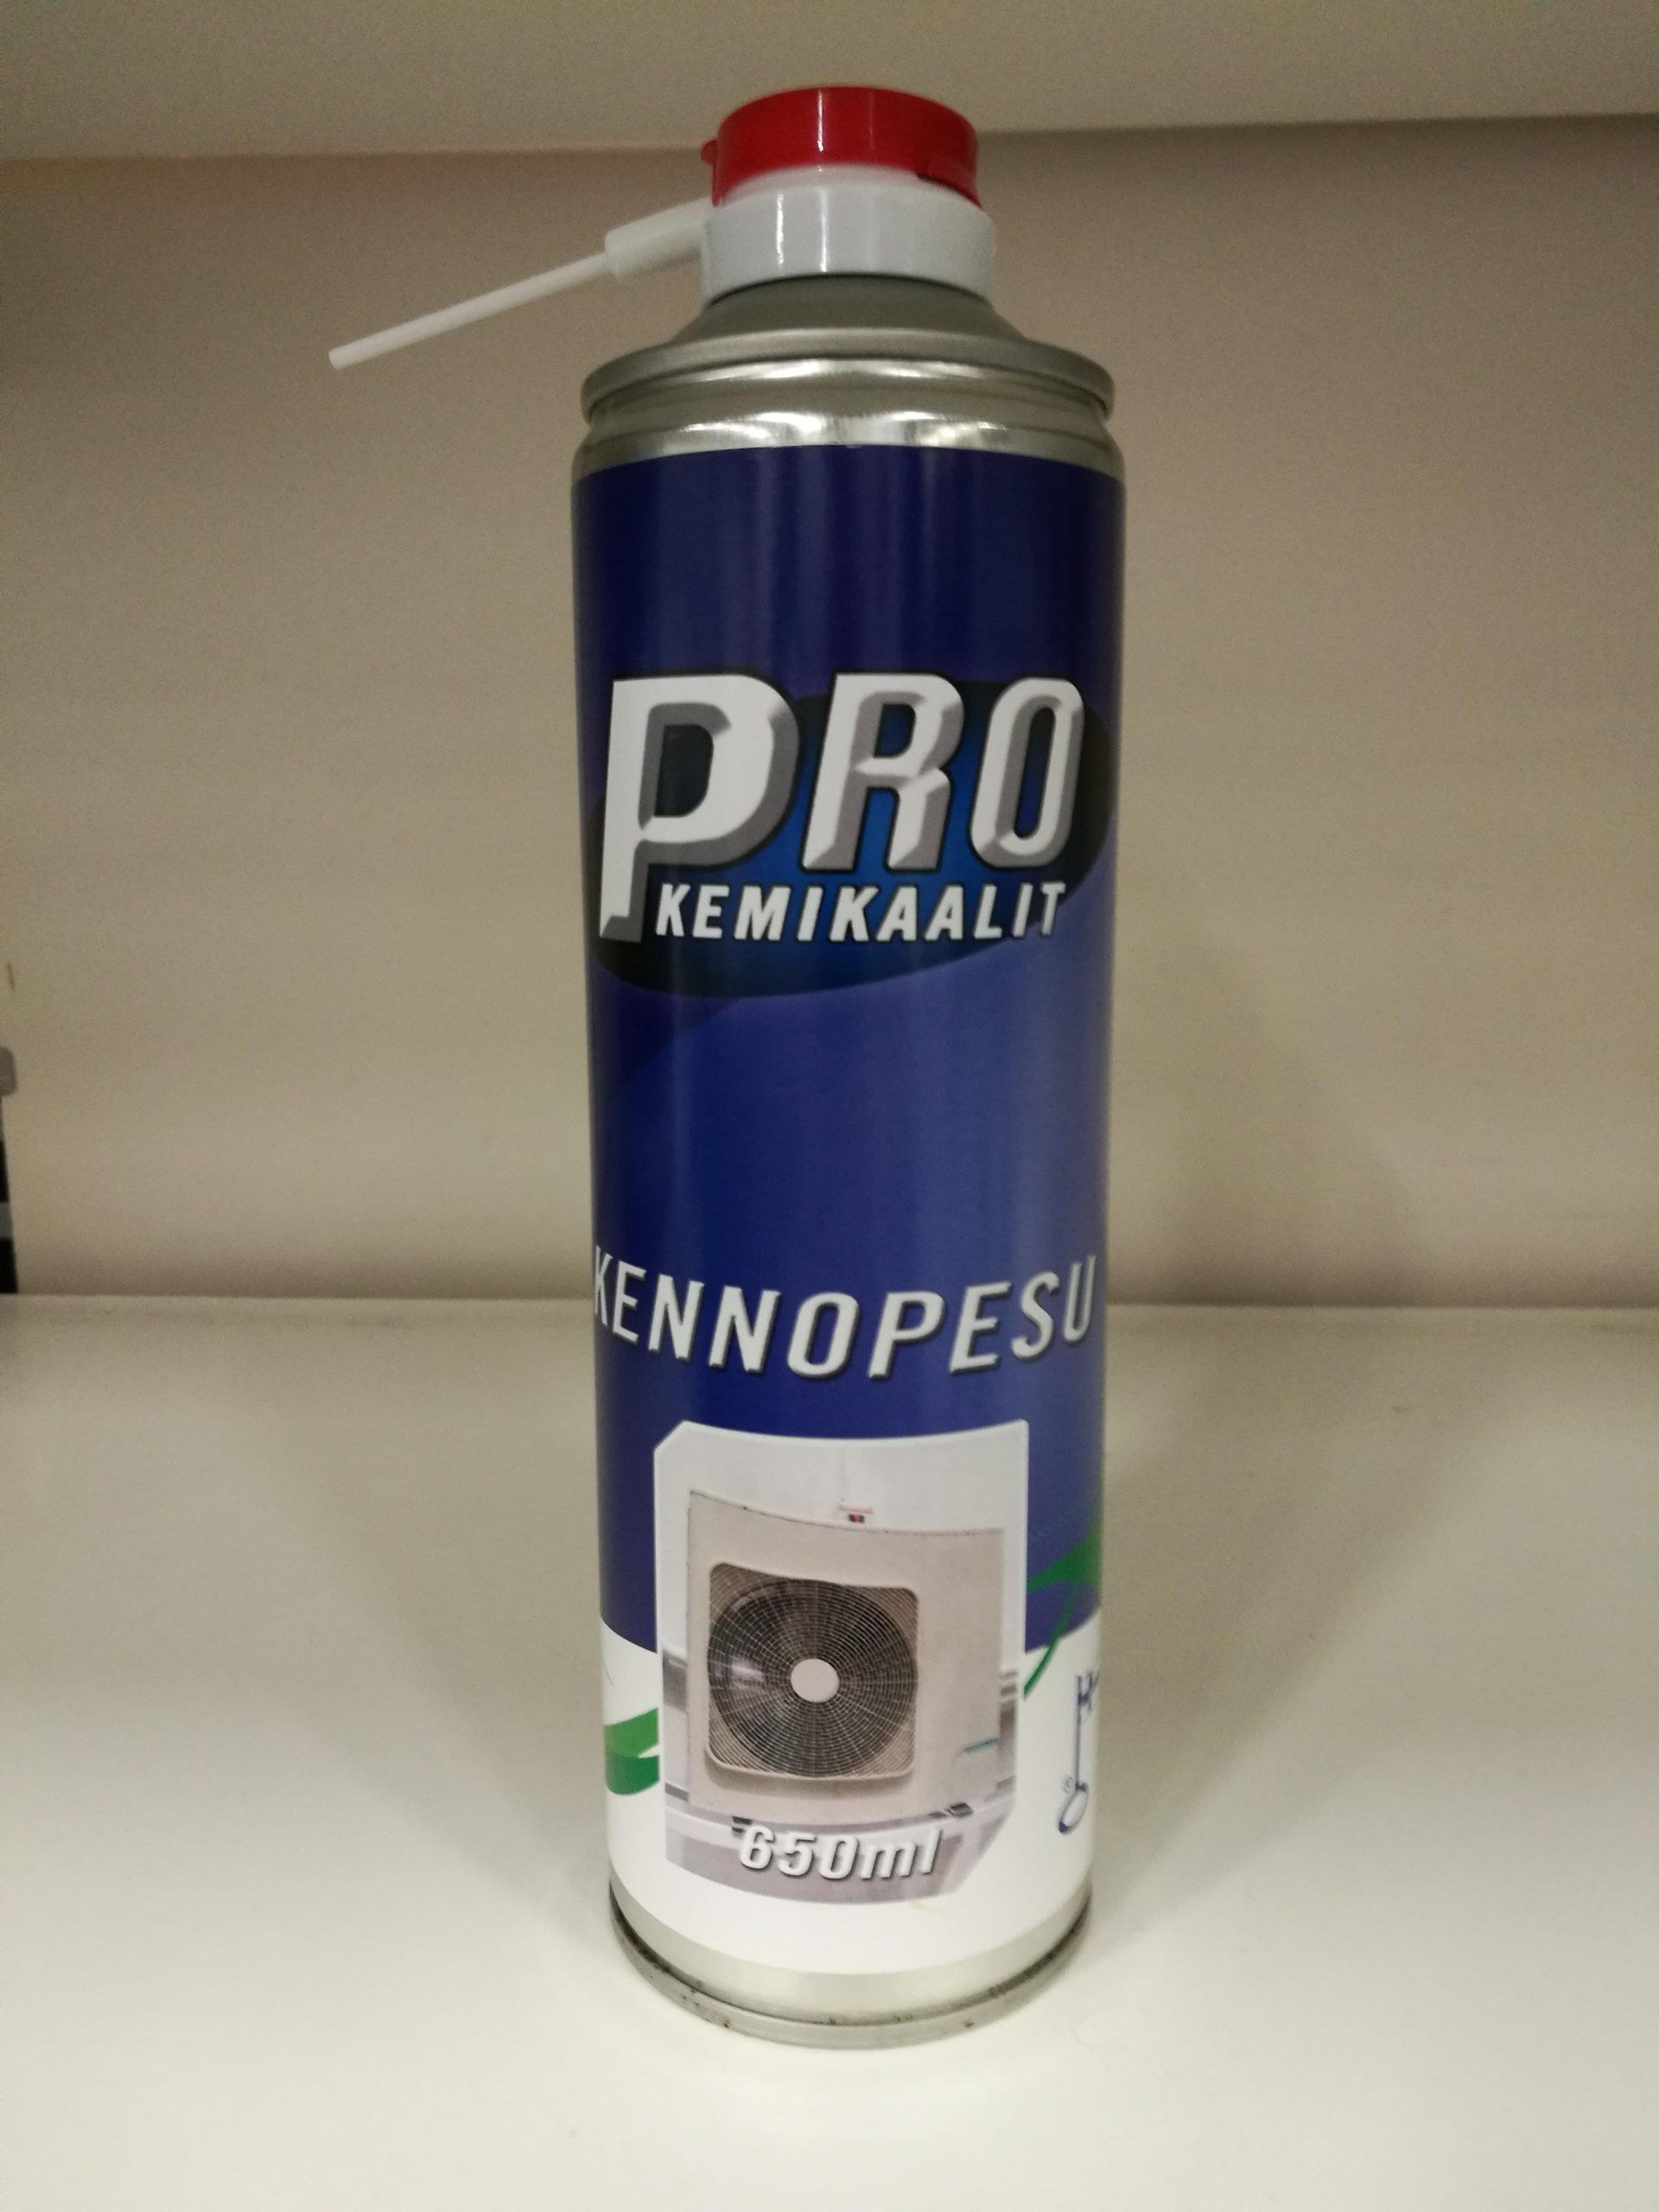 PRO
KEMIKAALIT
KENNOPESU
650ml